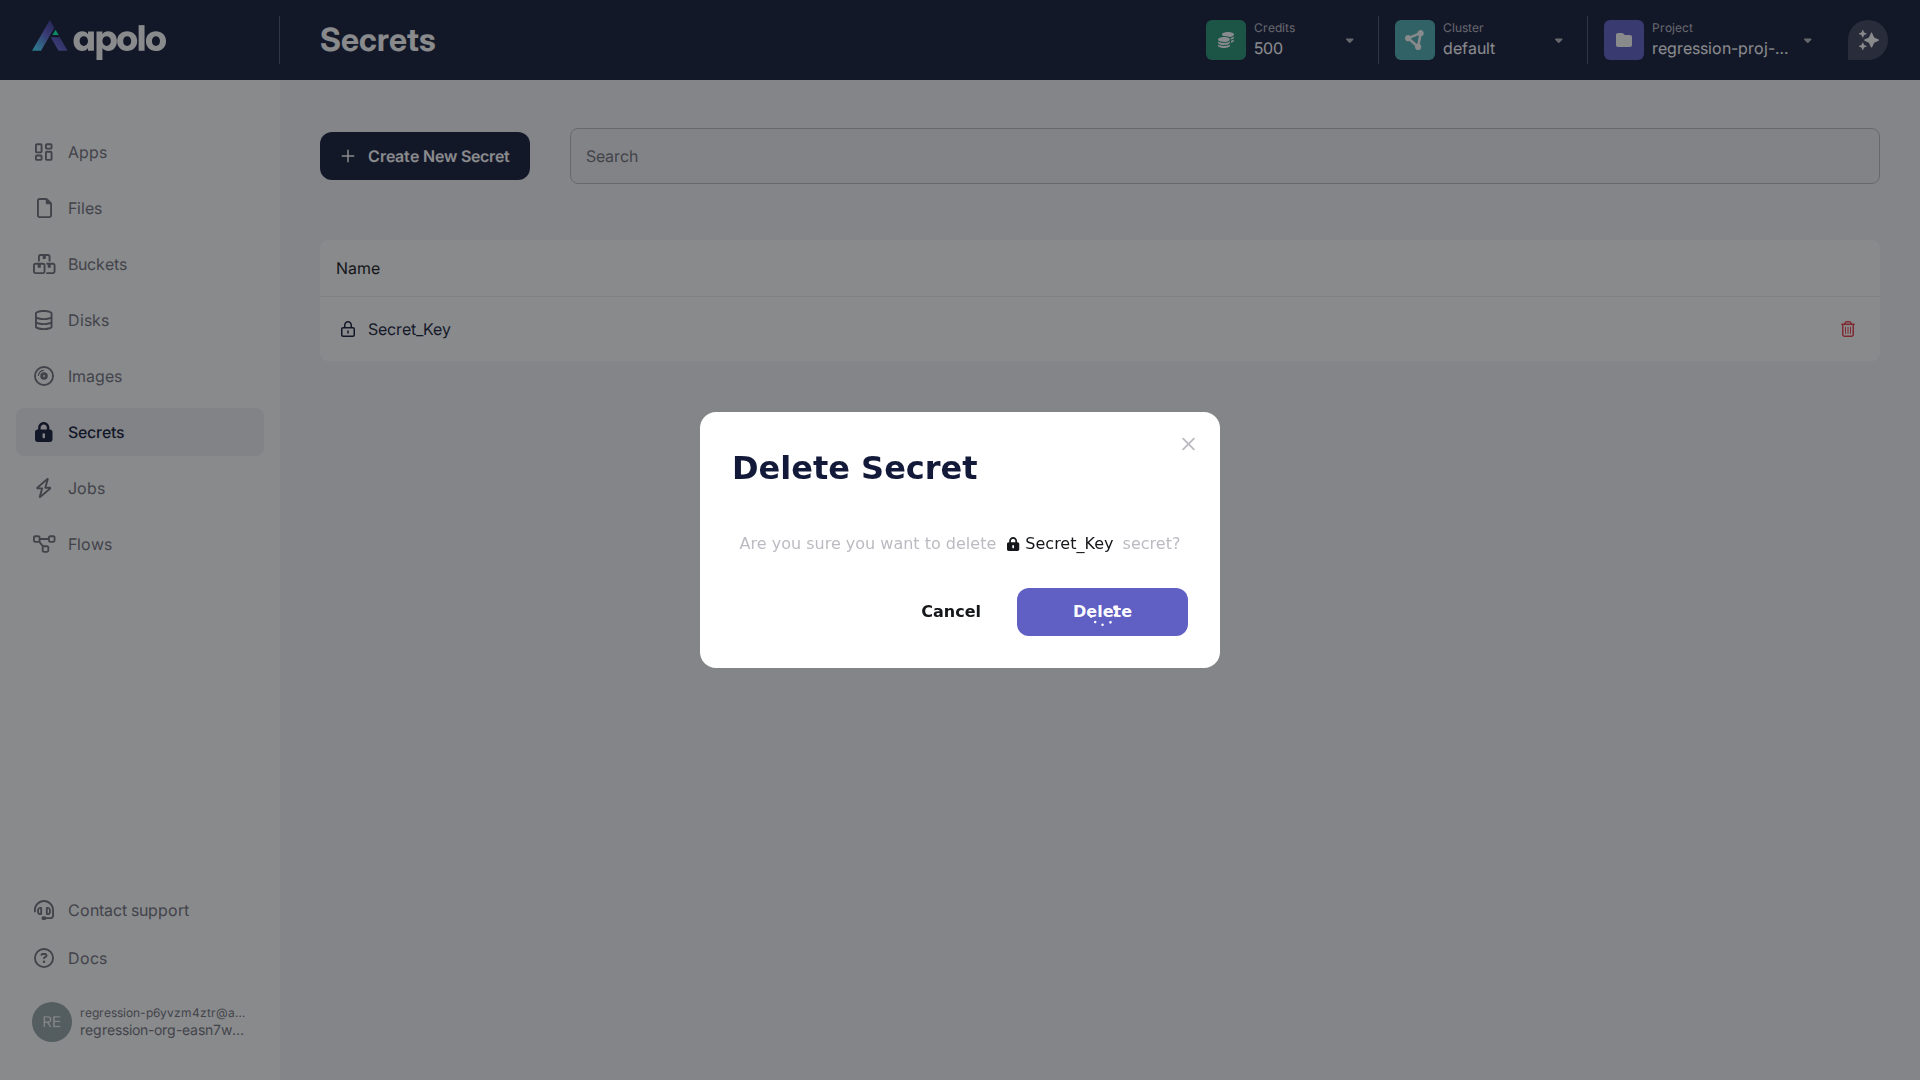 apolo
Secrets
Credits
500
Cluster
default
Project
regression-proj-...
Apps
Files
Buckets
Disks
Images
Secrets
Jobs
Flows
Create New Secret
Search
Name
Secret_Key
Delete Secret
Are you sure you want to delete Secret_Key secret?
Cancel
Delete
Contact support
Docs
RE
regression-p6yvzm4ztr@a...
regression-org-easn7w...